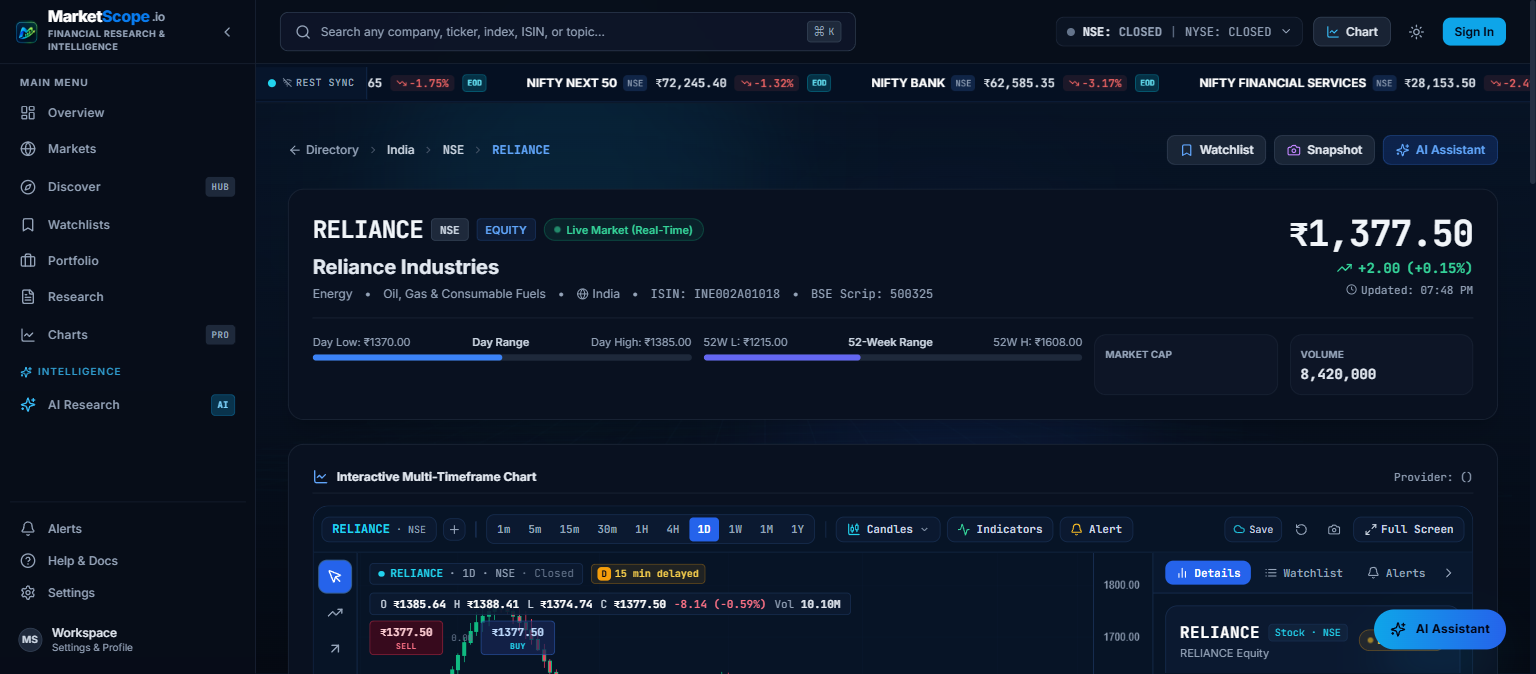 MarketScope.io
FINANCIAL RESEARCH &
INTELLIGENCE
Search any company, ticker, index, ISIN, or topic...
⌘ K
NSE: CLOSED | NYSE: CLOSED
Chart
Sign In
MAIN MENU
Overview
Markets
Discover HUB
Watchlists
Portfolio
Research
Charts PRO
INTELLIGENCE
AI Research AI
Alerts
Help & Docs
Settings
MS
Workspace
Settings & Profile
REST SYNC 65 -1.75% EOD NIFTY NEXT 50 NSE ₹72,245.40 -1.32% EOD NIFTY BANK NSE ₹62,585.35 -3.17% EOD NIFTY FINANCIAL SERVICES NSE ₹28,153.50 -2.4
Directory > India > NSE > RELIANCE
Watchlist Snapshot AI Assistant
RELIANCE NSE EQUITY Live Market (Real-Time)
₹1,377.50
Reliance Industries
+2.00 (+0.15%)
Energy • Oil, Gas & Consumable Fuels • India • ISIN: INE002A01018 • BSE Scrip: 500325
Updated: 07:48 PM
Day Low: ₹1370.00 Day Range Day High: ₹1385.00
52W L: ₹1215.00 52-Week Range 52W H: ₹1608.00
MARKET CAP
VOLUME
8,420,000
Interactive Multi-Timeframe Chart
Provider: ()
RELIANCE · NSE + 1m 5m 15m 30m 1H 4H 1D 1W 1M 1Y Candles Indicators Alert Save Full Screen
RELIANCE · 1D · NSE · Closed D 15 min delayed
O ₹1385.64 H ₹1388.41 L ₹1374.74 C ₹1377.50 -8.14 (-0.59%) Vol 10.10M
₹1377.50
SELL
0.0
₹1377.50
BUY
1800.00
1700.00
Details Watchlist Alerts
RELIANCE Stock · NSE
RELIANCE Equity
AI Assistant